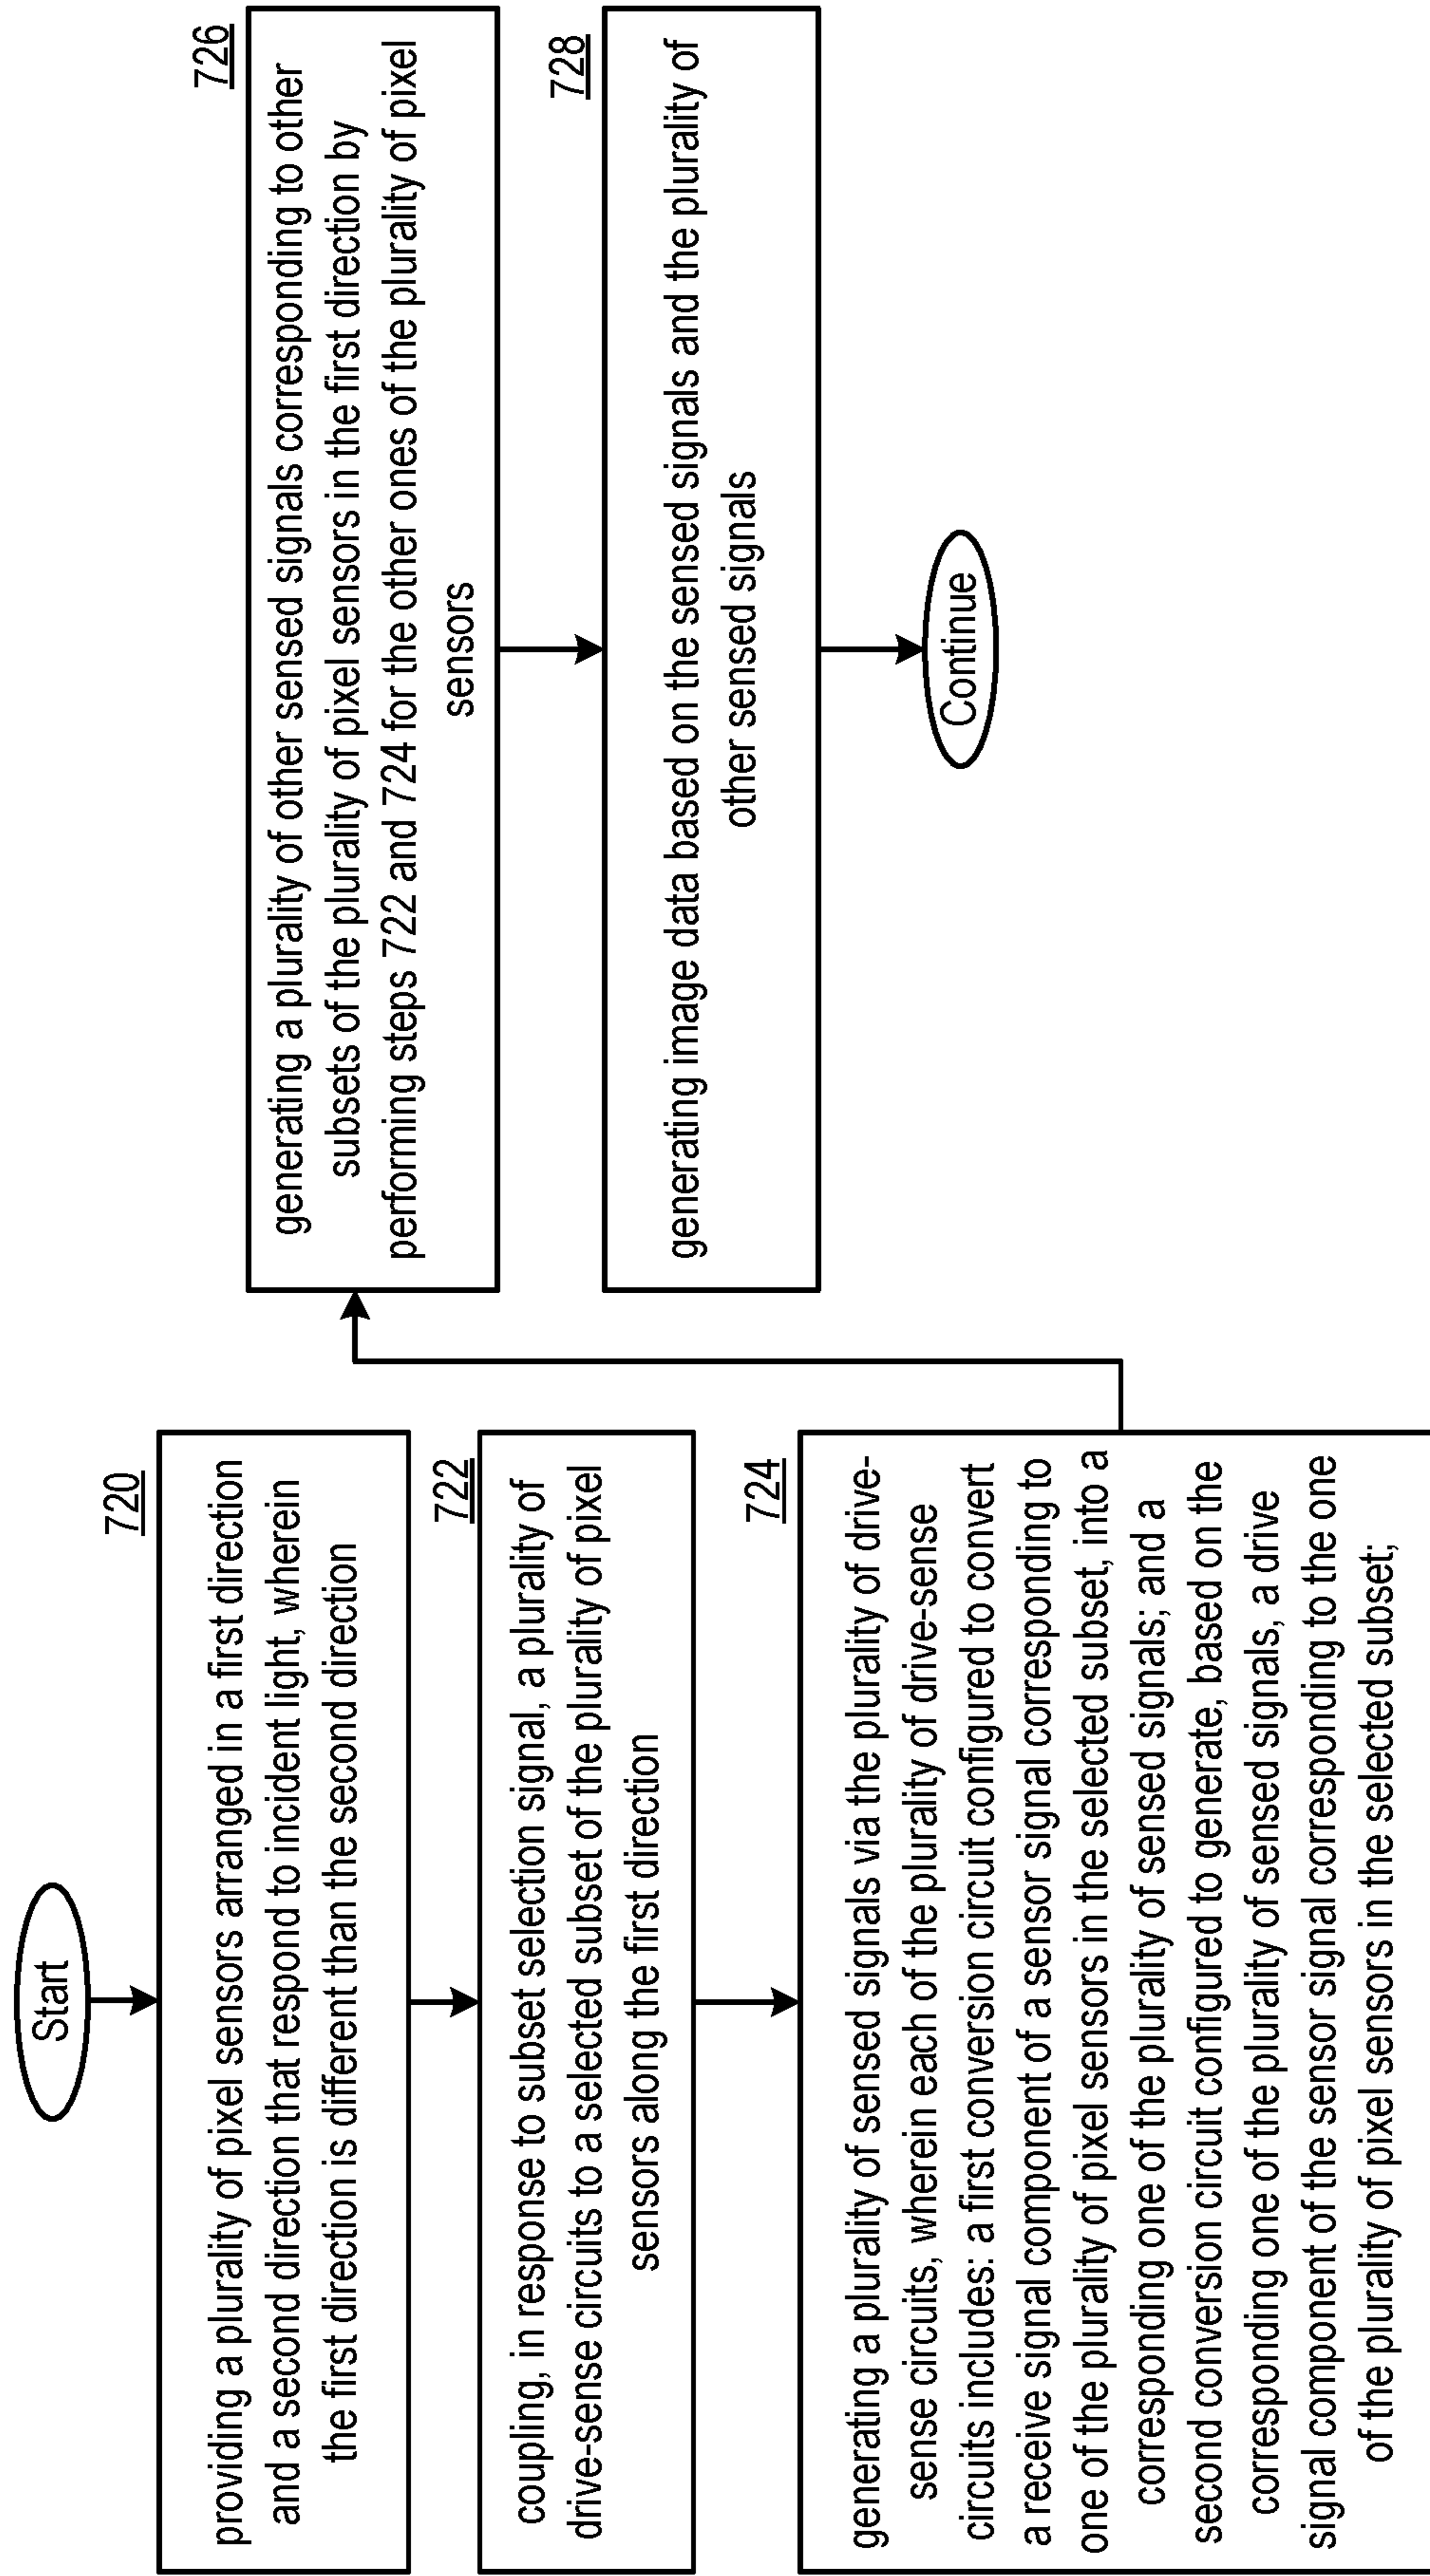 Start
720
providing a plurality of pixel sensors arranged in a first direction
and a second direction that respond to incident light, wherein
the first direction is different than the second direction
722
coupling, in response to subset selection signal, a plurality of
drive-sense circuits to a selected subset of the plurality of pixel
sensors along the first direction
724
generating a plurality of sensed signals via the plurality of drive-
sense circuits, wherein each of the plurality of drive-sense
circuits includes: a first conversion circuit configured to convert
a receive signal component of a sensor signal corresponding to
one of the plurality of pixel sensors in the selected subset, into a
corresponding one of the plurality of sensed signals; and a
second conversion circuit configured to generate, based on the
corresponding one of the plurality of sensed signals, a drive
signal component of the sensor signal corresponding to the one
of the plurality of pixel sensors in the selected subset;
726
generating a plurality of other sensed signals corresponding to other
subsets of the plurality of pixel sensors in the first direction by
performing steps 722 and 724 for the other ones of the plurality of pixel
sensors
728
generating image data based on the sensed signals and the plurality of
other sensed signals
Continue